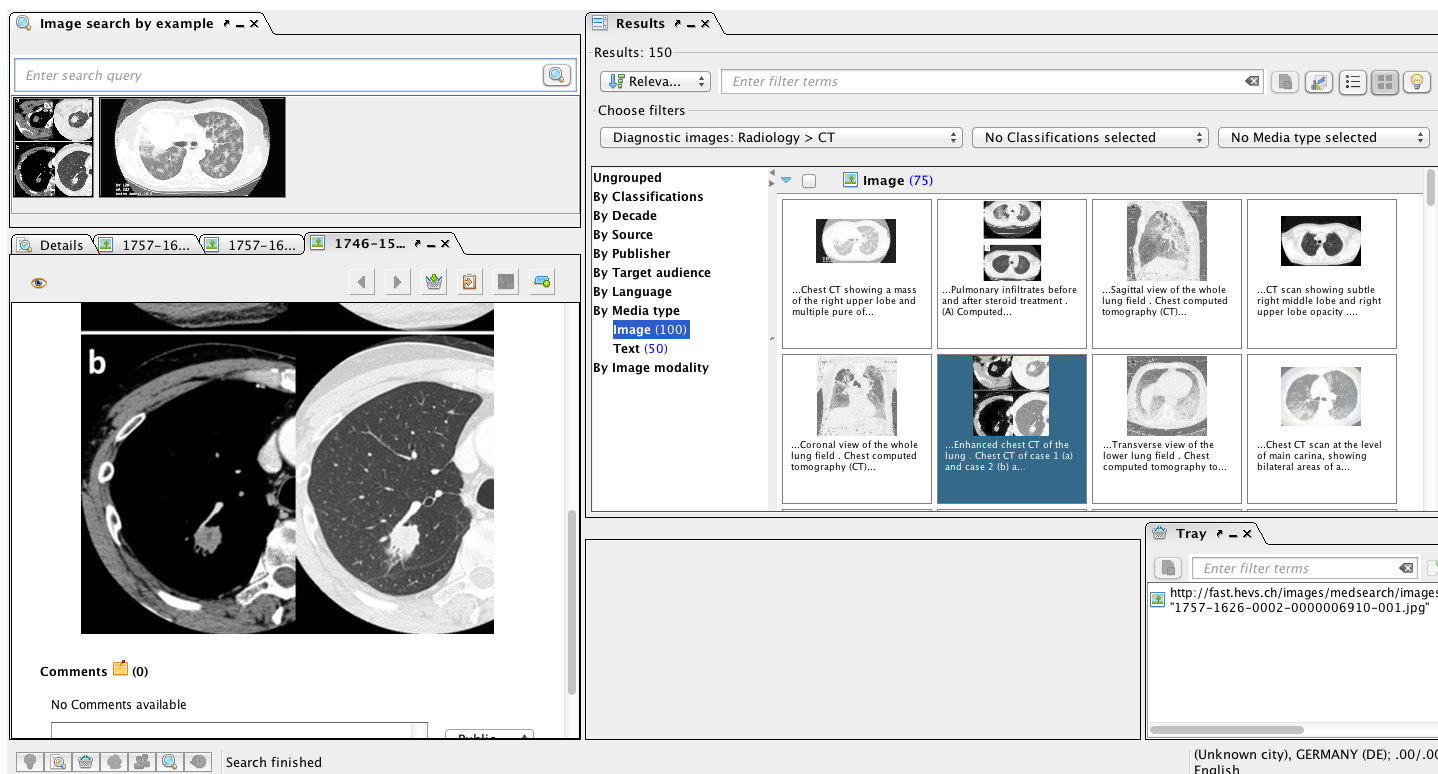 Image search by example
Enter search query
Details
1757-16...
1757-16...
1746-15...
b
Comments (0)
No Comments available
Public
Search finished
Results
Results: 150
Releva...
Enter filter terms
Choose filters
Diagnostic images: Radiology > CT
No Classifications selected
No Media type selected
Ungrouped
By Classifications
By Decade
By Source
By Publisher
By Target audience
By Language
By Media type
Image (100)
Text (50)
By Image modality
Image (75)
...Chest CT showing a mass
of the right upper lobe and
multiple pure of...
...Pulmonary infiltrates before
and after steroid treatment .
(A) Computed...
...Sagittal view of the whole
lung field . Chest computed
tomography (CT)...
...CT scan showing subtle
right middle lobe and right
upper lobe opacity ....
...Coronal view of the whole
lung field . Chest computed
tomography (CT)...
...Enhanced chest CT of the
lung . Chest CT of case 1 (a)
and case 2 (b) a...
...Transverse view of the
lower lung field . Chest
computed tomography to...
...Chest CT scan at the level
of main carina, showing
bilateral areas of a...
Tray
Enter filter terms
http://fast.hevs.ch/images/medsearch/images
"1757-1626-0002-0000006910-001.jpg"
(Unknown city), GERMANY (DE); .00/.00
English